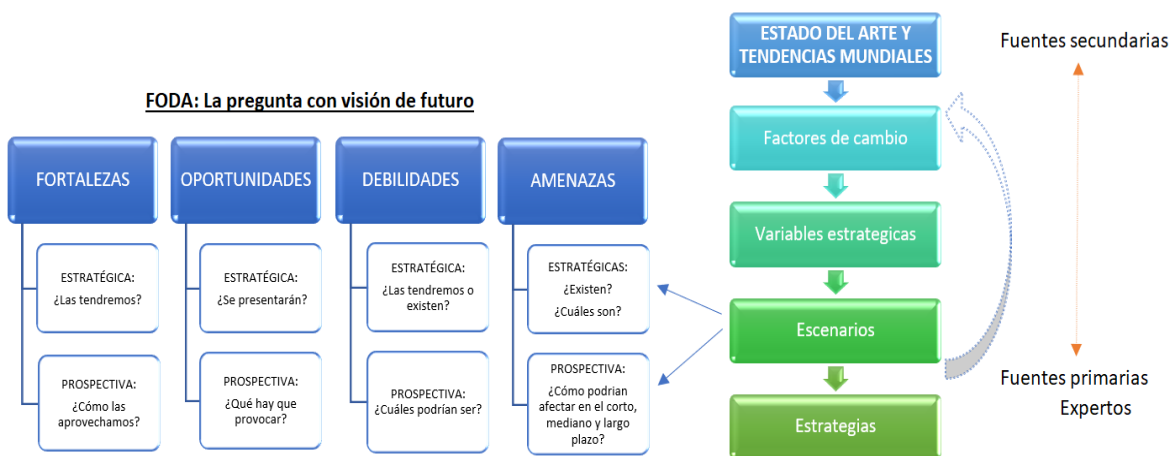 FODA: La pregunta con visión de futuro
FORTALEZAS
ESTRATÉGICA:
¿Las tendremos?
PROSPECTIVA:
¿Cómo las
aprovechamos?
OPORTUNIDADES
ESTRATÉGICA:
¿Se presentarán?
PROSPECTIVA:
¿Qué hay que
provocar?
DEBILIDADES
ESTRATÉGICA:
¿Las tendremos o
existen?
PROSPECTIVA:
¿Cuáles podrían ser?
AMENAZAS
ESTRATÉGICAS:
¿Existen?
¿Cuáles son?
PROSPECTIVA:
¿Cómo podrian
afectar en el corto,
mediano y largo
plazo?
ESTADO DEL ARTE Y
TENDENCIAS MUNDIALES
Factores de cambio
Variables estrategicas
Escenarios
Estrategias
Fuentes secundarias
Fuentes primarias
Expertos